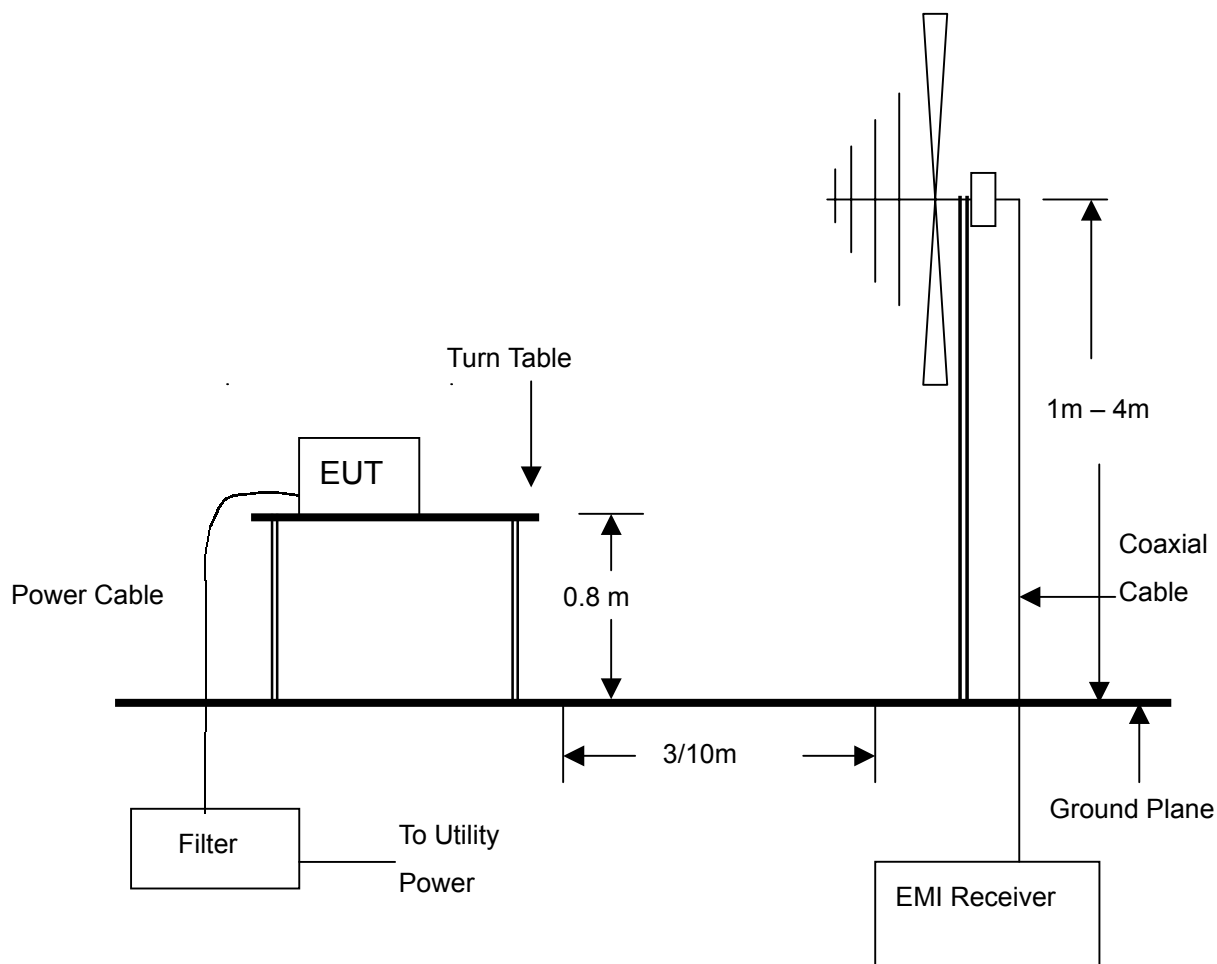 Turn Table
1m – 4m
EUT
Coaxial
Cable
Power Cable
0.8 m
3/10m
Ground Plane
Filter
To Utility
Power
EMI Receiver